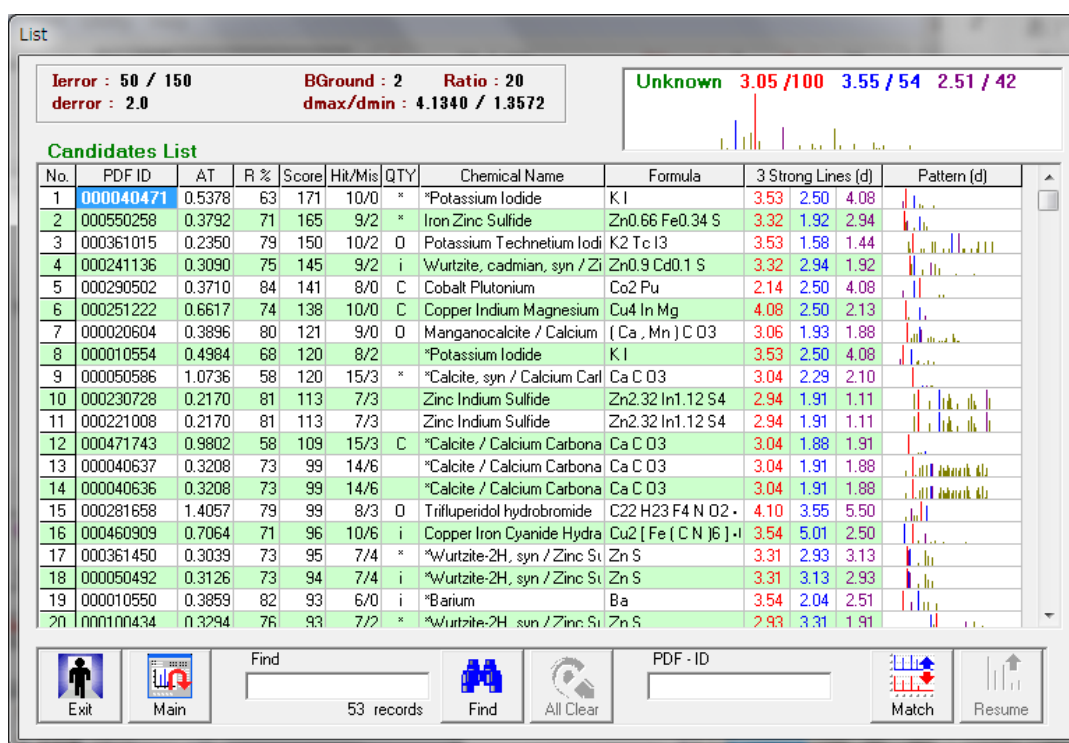 List
Ierror : 50 / 150 BGround : 2 Ratio : 20
derror : 2.0 dmax/dmin : 4.1340 / 1.3572
Unknown 3.05 /100 3.55 / 54 2.51 / 42
Candidates List
No. PDF ID AT R % Score Hit/Mis QTY Chemical Name Formula 3 Strong Lines (d) Pattern (d)
1 000040471 0.5378 63 171 10/0 * *Potassium Iodide K I 3.53 2.50 4.08
2 000550258 0.3792 71 165 9/2 * Iron Zinc Sulfide Zn0.66 Fe0.34 S 3.32 1.92 2.94
3 000361015 0.2350 79 150 10/2 O Potassium Technetium Iodi K2 Tc I3 3.53 1.58 1.44
4 000241136 0.3090 75 145 9/2 i Wurtzite, cadmian, syn / Zi Zn0.9 Cd0.1 S 3.32 2.94 1.92
5 000290502 0.3710 84 141 8/0 C Cobalt Plutonium Co2 Pu 2.14 2.50 4.08
6 000251222 0.6617 74 138 10/0 C Copper Indium Magnesium Cu4 In Mg 4.08 2.50 2.13
7 000020604 0.3896 80 121 9/0 O Manganocalcite / Calcium ( Ca , Mn ) C O3 3.06 1.93 1.88
8 000010554 0.4984 68 120 8/2 *Potassium Iodide K I 3.53 2.50 4.08
9 000050586 1.0736 58 120 15/3 * *Calcite, syn / Calcium Carl Ca C O3 3.04 2.29 2.10
10 000230728 0.2170 81 113 7/3 Zinc Indium Sulfide Zn2.32 In1.12 S4 2.94 1.91 1.11
11 000221008 0.2170 81 113 7/3 Zinc Indium Sulfide Zn2.32 In1.12 S4 2.94 1.91 1.11
12 000471743 0.9802 58 109 15/3 C *Calcite / Calcium Carbona Ca C O3 3.04 1.88 1.91
13 000040637 0.3208 73 99 14/6 *Calcite / Calcium Carbona Ca C O3 3.04 1.91 1.88
14 000040636 0.3208 73 99 14/6 *Calcite / Calcium Carbona Ca C O3 3.04 1.91 1.88
15 000281658 1.4057 79 99 8/3 O Trifluperidol hydrobromide C22 H23 F4 N O2 · 4.10 3.55 5.50
16 000460909 0.7064 71 96 10/6 i Copper Iron Cyanide Hydra Cu2 [ Fe ( C N )6 ] · 3.54 5.01 2.50
17 000361450 0.3039 73 95 7/4 * *Wurtzite-2H, syn / Zinc Su Zn S 3.31 2.93 3.13
18 000050492 0.3126 73 94 7/4 i *Wurtzite-2H, syn / Zinc Su Zn S 3.31 3.13 2.93
19 000010550 0.3859 82 93 6/0 i *Barium Ba 3.54 2.04 2.51
20 000100434 0.3294 76 93 7/2 * *Wurtzite-2H, syn / Zinc Su Zn S 2.93 3.31 1.91
Find PDF - ID
53 records
Exit Main Find All Clear Match Resume